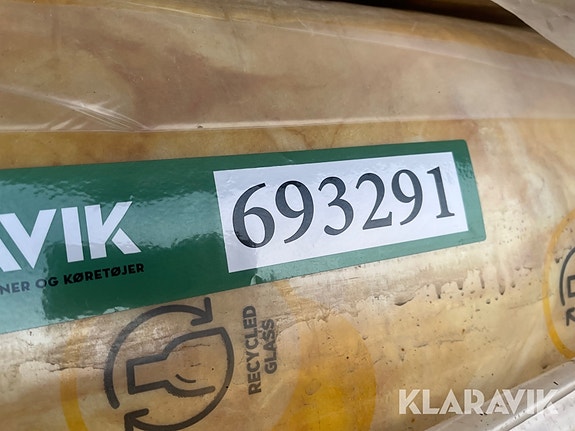 AVIK
NER OG KØRETØJER
693291
RECYCLED
GLASS
KLARAVIK